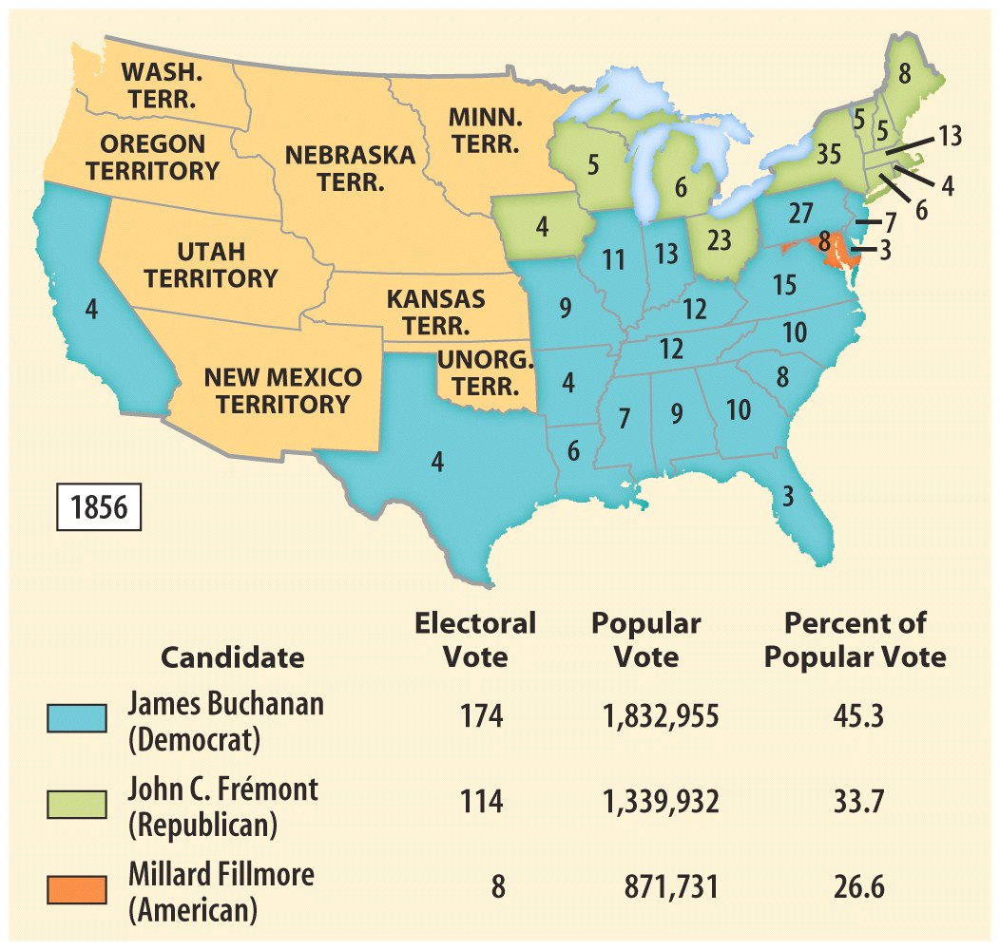 WASH.
TERR.
OREGON
TERRITORY
NEBRASKA
TERR.
MINN.
TERR.
UTAH
TERRITORY
KANSAS
TERR.
NEW MEXICO
TERRITORY
UNORG.
TERR.
8
5
5
13
35
4
6
5
6
4
23
27
7
8
3
4
11
13
15
9
12
10
12
4
8
7
9
10
6
4
3
1856
Candidate
Electoral
Vote
Popular
Vote
Percent of
Popular Vote
James Buchanan
(Democrat)
174
1,832,955
45.3
John C. Frémont
(Republican)
114
1,339,932
33.7
Millard Fillmore
(American)
8
871,731
26.6